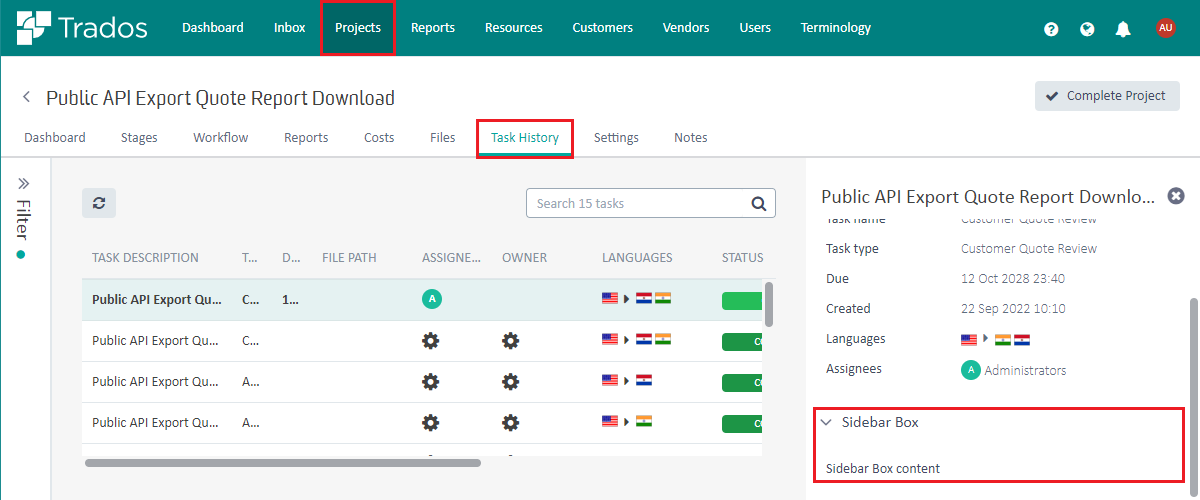 Trados
Dashboard Inbox Projects Reports Resources Customers Vendors Users Terminology
? AU
Public API Export Quote Report Download
Complete Project
Dashboard Stages Workflow Reports Costs Files Task History Settings Notes
Filter
Search 15 tasks
TASK DESCRIPTION T... D... FILE PATH ASSIGNE... OWNER LANGUAGES STATUS
Public API Export Qu... C... 1... A
Public API Export Qu... C...
Public API Export Qu... A...
Public API Export Qu... A...
Public API Export Quote Report Downlo...
Task name Customer Quote Review
Task type Customer Quote Review
Due 12 Oct 2028 23:40
Created 22 Sep 2022 10:10
Languages
Assignees A Administrators
Sidebar Box
Sidebar Box content